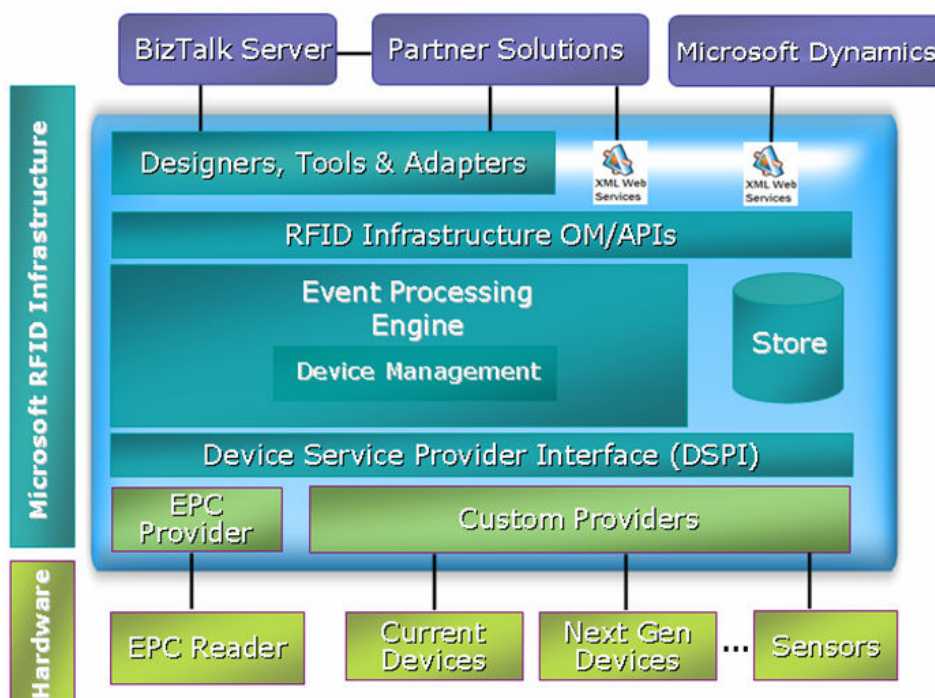 BizTalk Server
Partner Solutions
Microsoft Dynamics
Microsoft RFID Infrastructure
Designers, Tools & Adapters
XML Web
Services
XML Web
Services
RFID Infrastructure OM/APIs
Event Processing
Engine
Device Management
Store
Device Service Provider Interface (DSPI)
EPC
Provider
Custom Providers
Hardware
EPC Reader
Current
Devices
Next Gen
Devices
...
Sensors